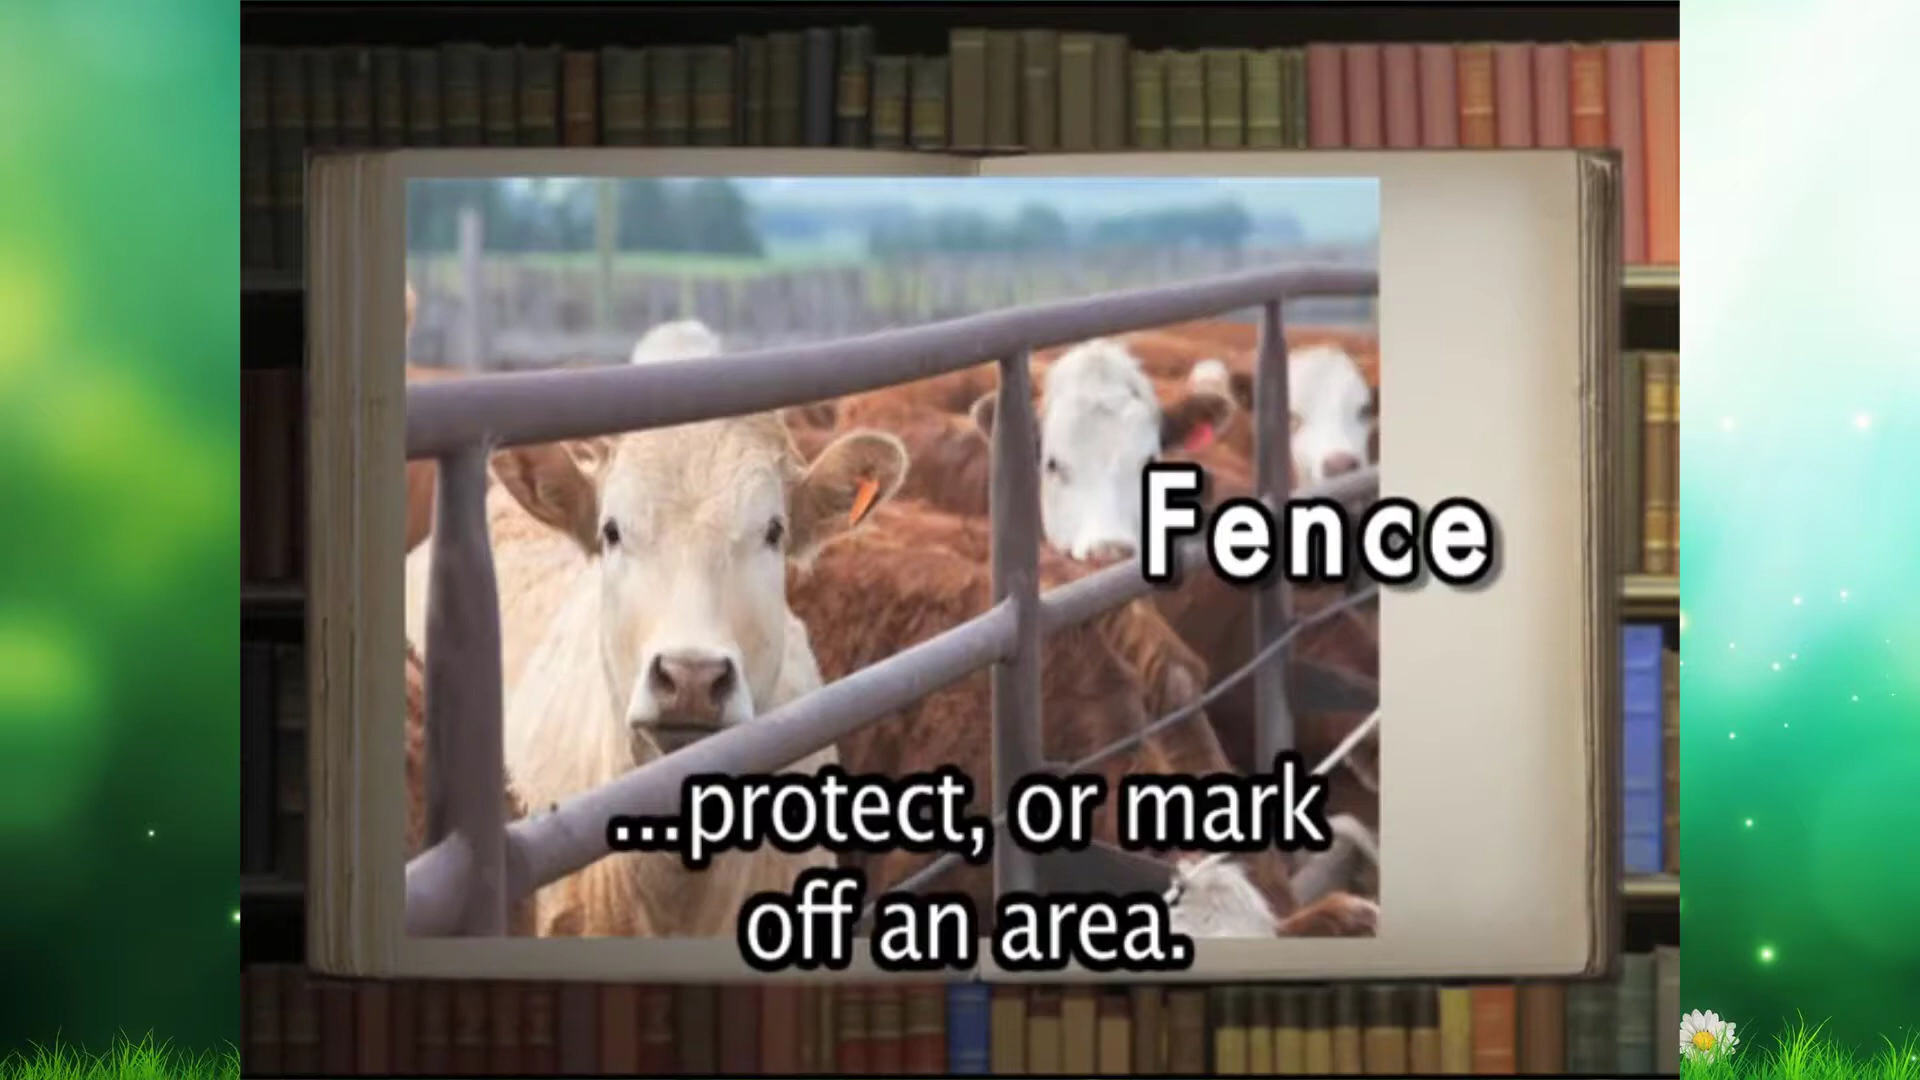 Fence
...protect, or mark
off an area.